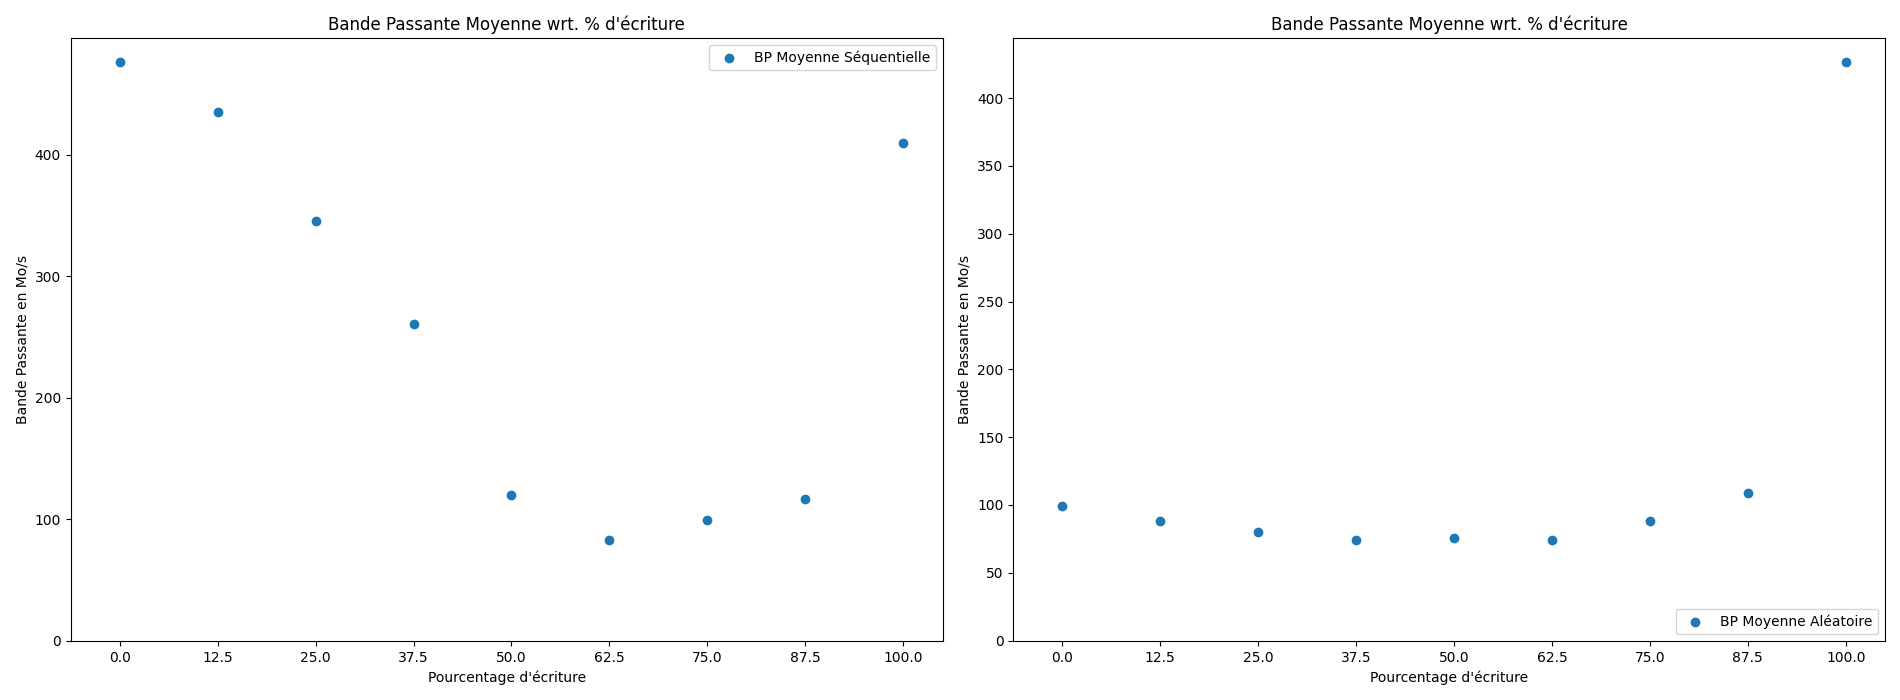 Bande Passante Moyenne wrt. % d'écriture
BP Moyenne Séquentielle
Bande Passante en Mo/s
400
300
200
100
0
0.0 12.5 25.0 37.5 50.0 62.5 75.0 87.5 100.0
Pourcentage d'écriture
Bande Passante Moyenne wrt. % d'écriture
Bande Passante en Mo/s
400
350
300
250
200
150
100
50
0
BP Moyenne Aléatoire
0.0 12.5 25.0 37.5 50.0 62.5 75.0 87.5 100.0
Pourcentage d'écriture